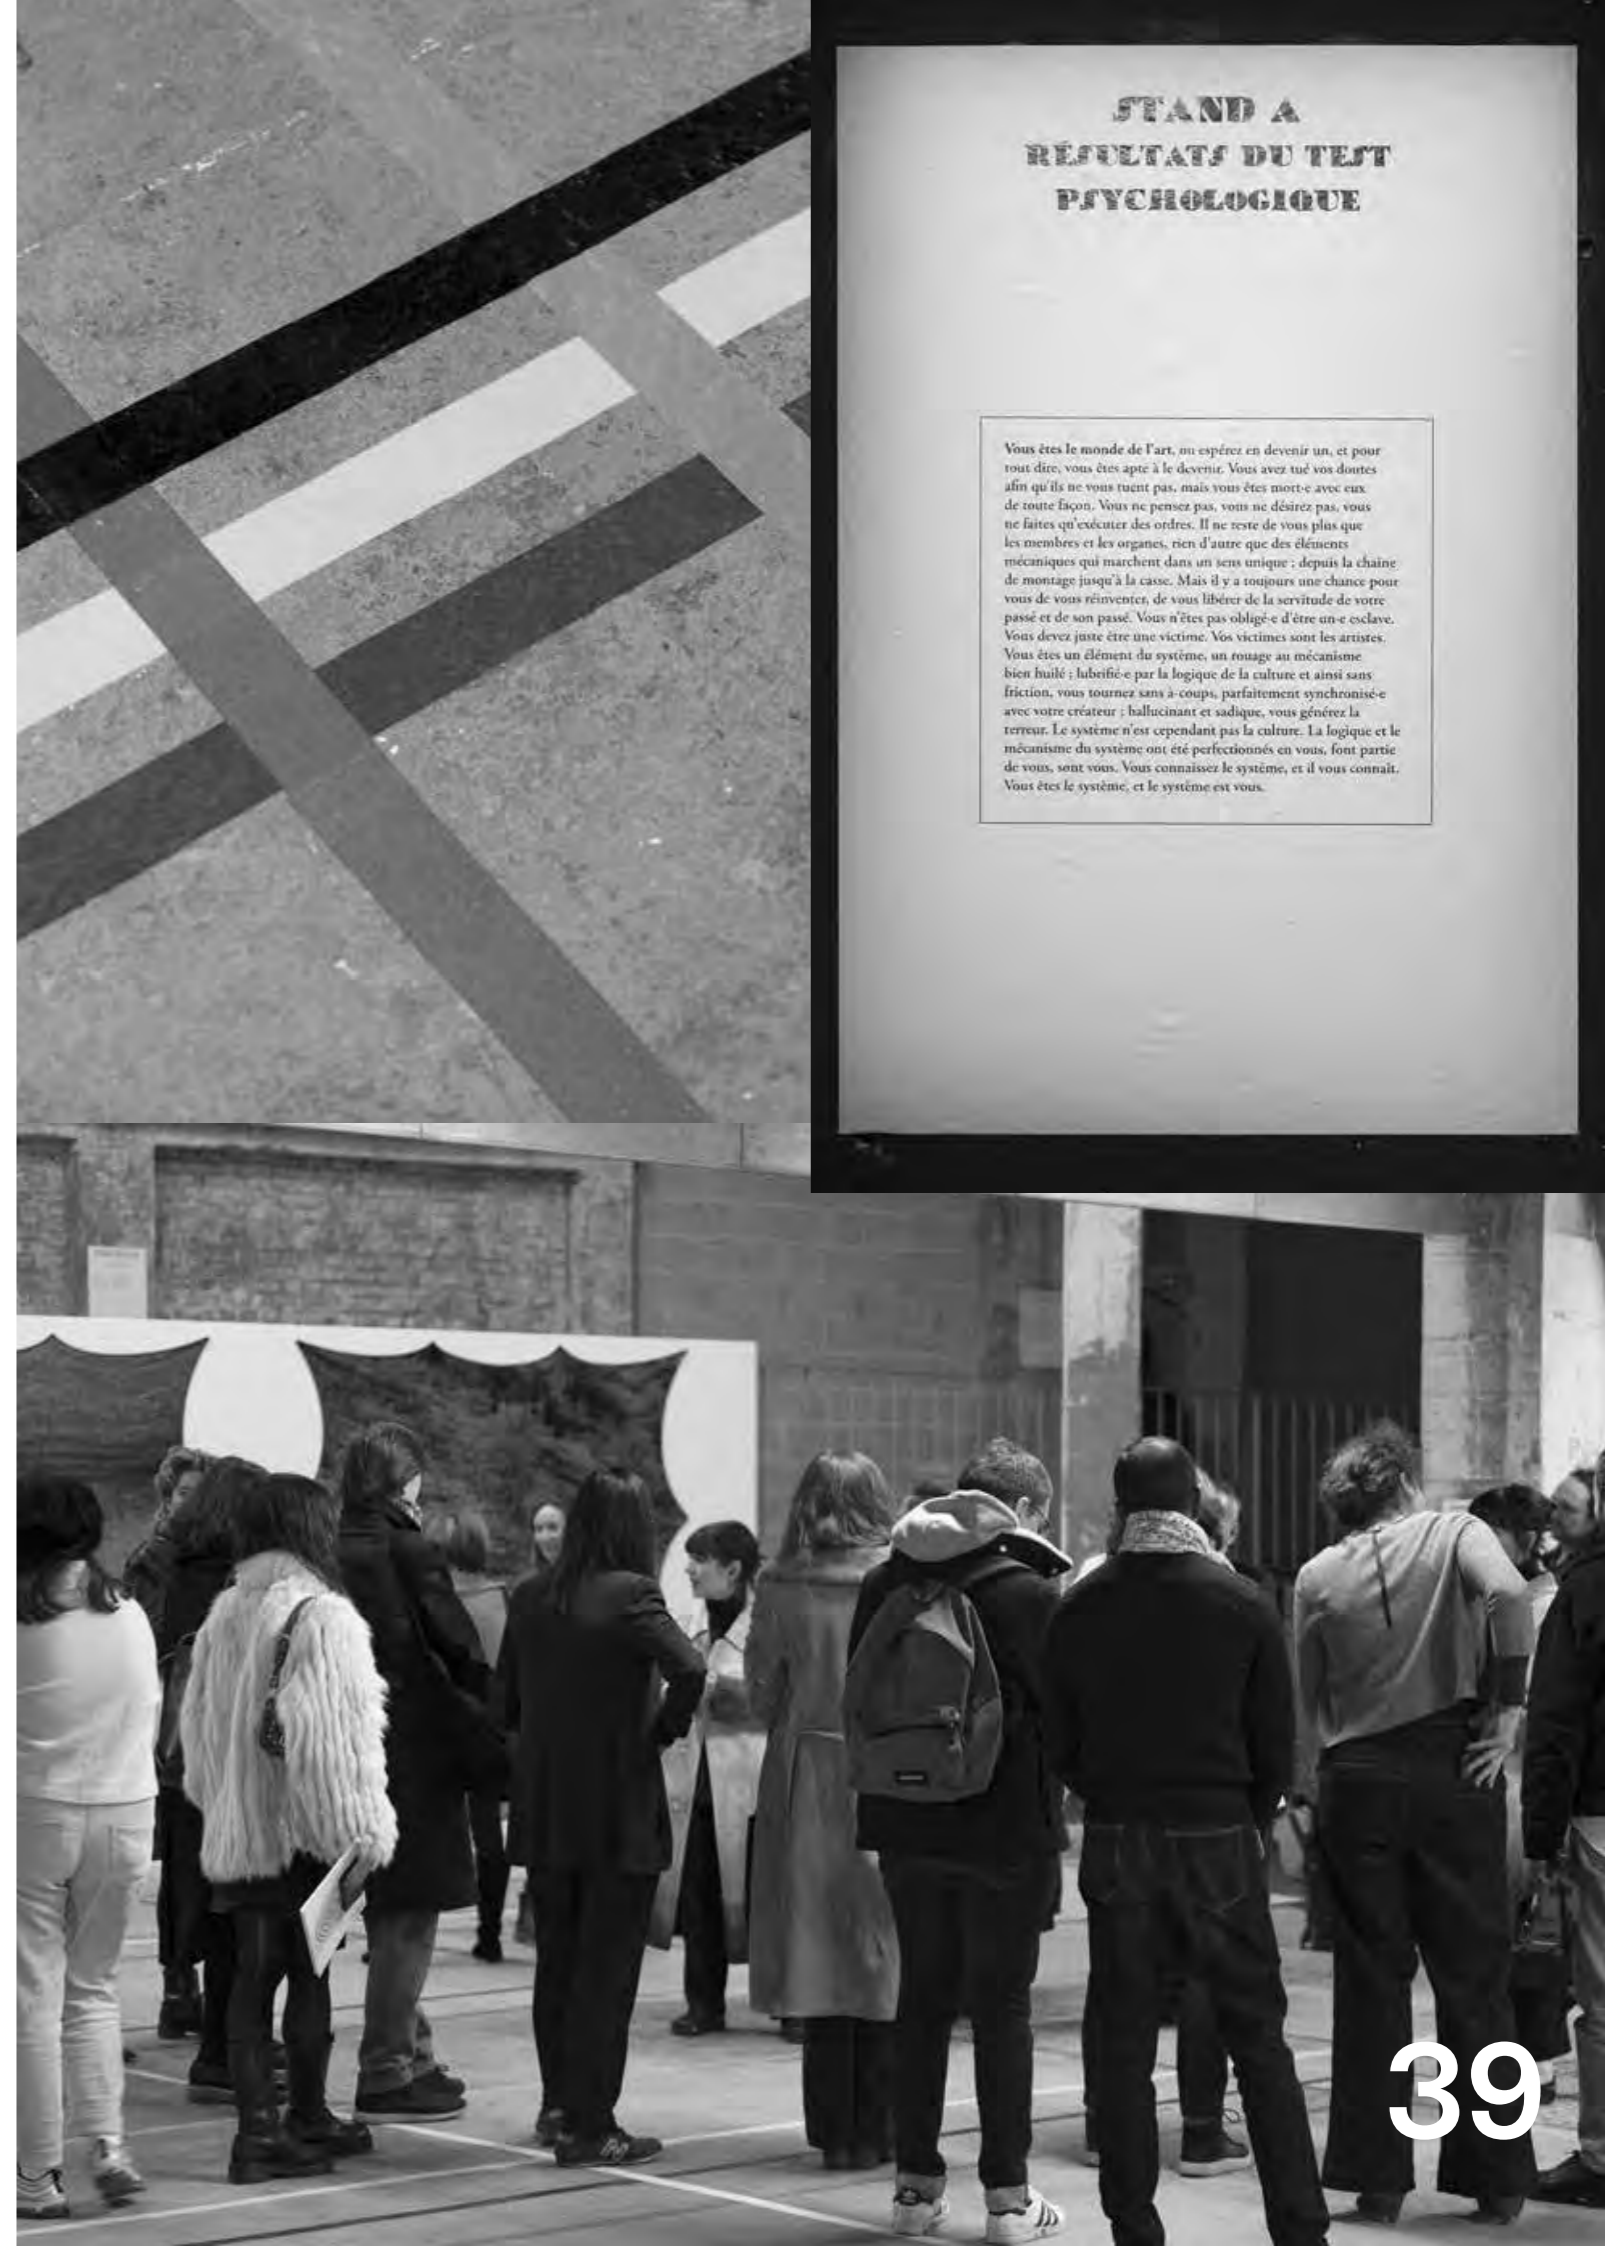 STAND A
RÉSULTATS DU TEST
PSYCHOLOGIQUE
Vous êtes le monde de l'art, ou espérez en devenir un, et pour
tout dire, vous êtes apte à le devenir. Vous avez tué vos doutes
afin qu'ils ne vous tuent pas, mais vous êtes mort·e avec eux
de toute façon. Vous ne pensez pas, vous ne désirez pas, vous
ne faites qu'exécuter des ordres. Il ne reste de vous plus que
les membres et les organes, rien d'autre que des éléments
mécaniques qui marchent dans un sens unique : depuis la chaîne
de montage jusqu'à la casse. Mais il y a toujours une chance pour
vous de vous réinventer, de vous libérer de la servitude de votre
passé et de son passé. Vous n'êtes pas obligé·e d'être un·e esclave.
Vous devez juste être une victime. Vos victimes sont les artistes.
Vous êtes un élément du système, un rouage au mécanisme
bien huilé ; lubrifié·e par la logique de la culture et ainsi sans
friction, vous tournez sans à-coups, parfaitement synchronisé·e
avec votre créateur ; hallucinant et sadique, vous générez la
terreur. Le système n'est cependant pas la culture. La logique et le
mécanisme du système ont été perfectionnés en vous, font partie
de vous, sont vous. Vous connaissez le système, et il vous connaît.
Vous êtes le système, et le système est vous.
39